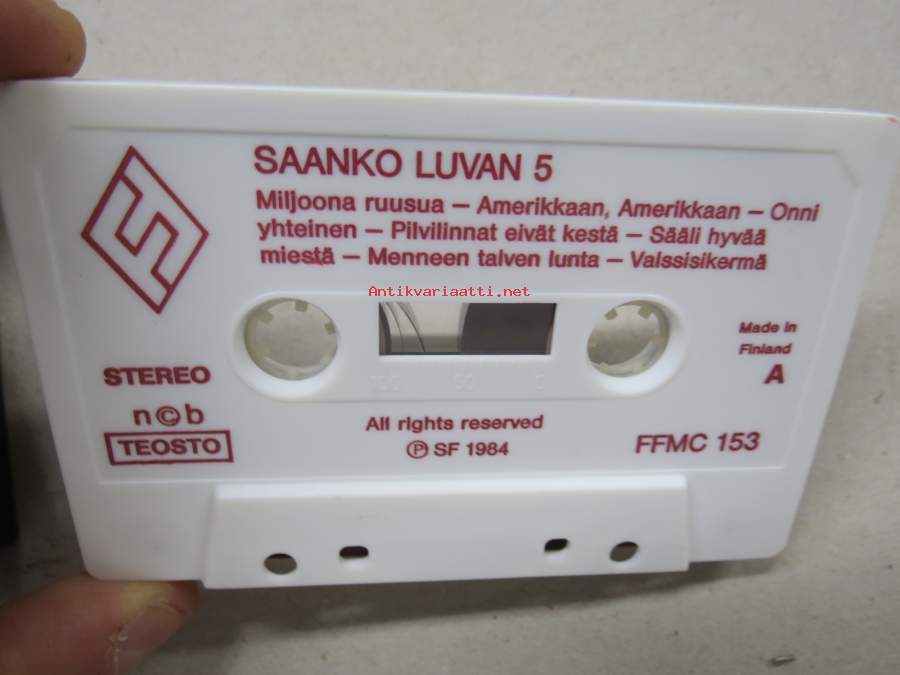 SAANKO LUVAN 5
Miljoona ruusua – Amerikkaan, Amerikkaan – Onni
yhteinen – Pilvilinnat eivät kestä – Sääli hyvää
miestä – Menneen talven lunta – Valssisikermä
Antikvariaatti.net
Made in
Finland
A
STEREO
n©b
TEOSTO
All rights reserved
Ⓟ SF 1984
FFMC 153